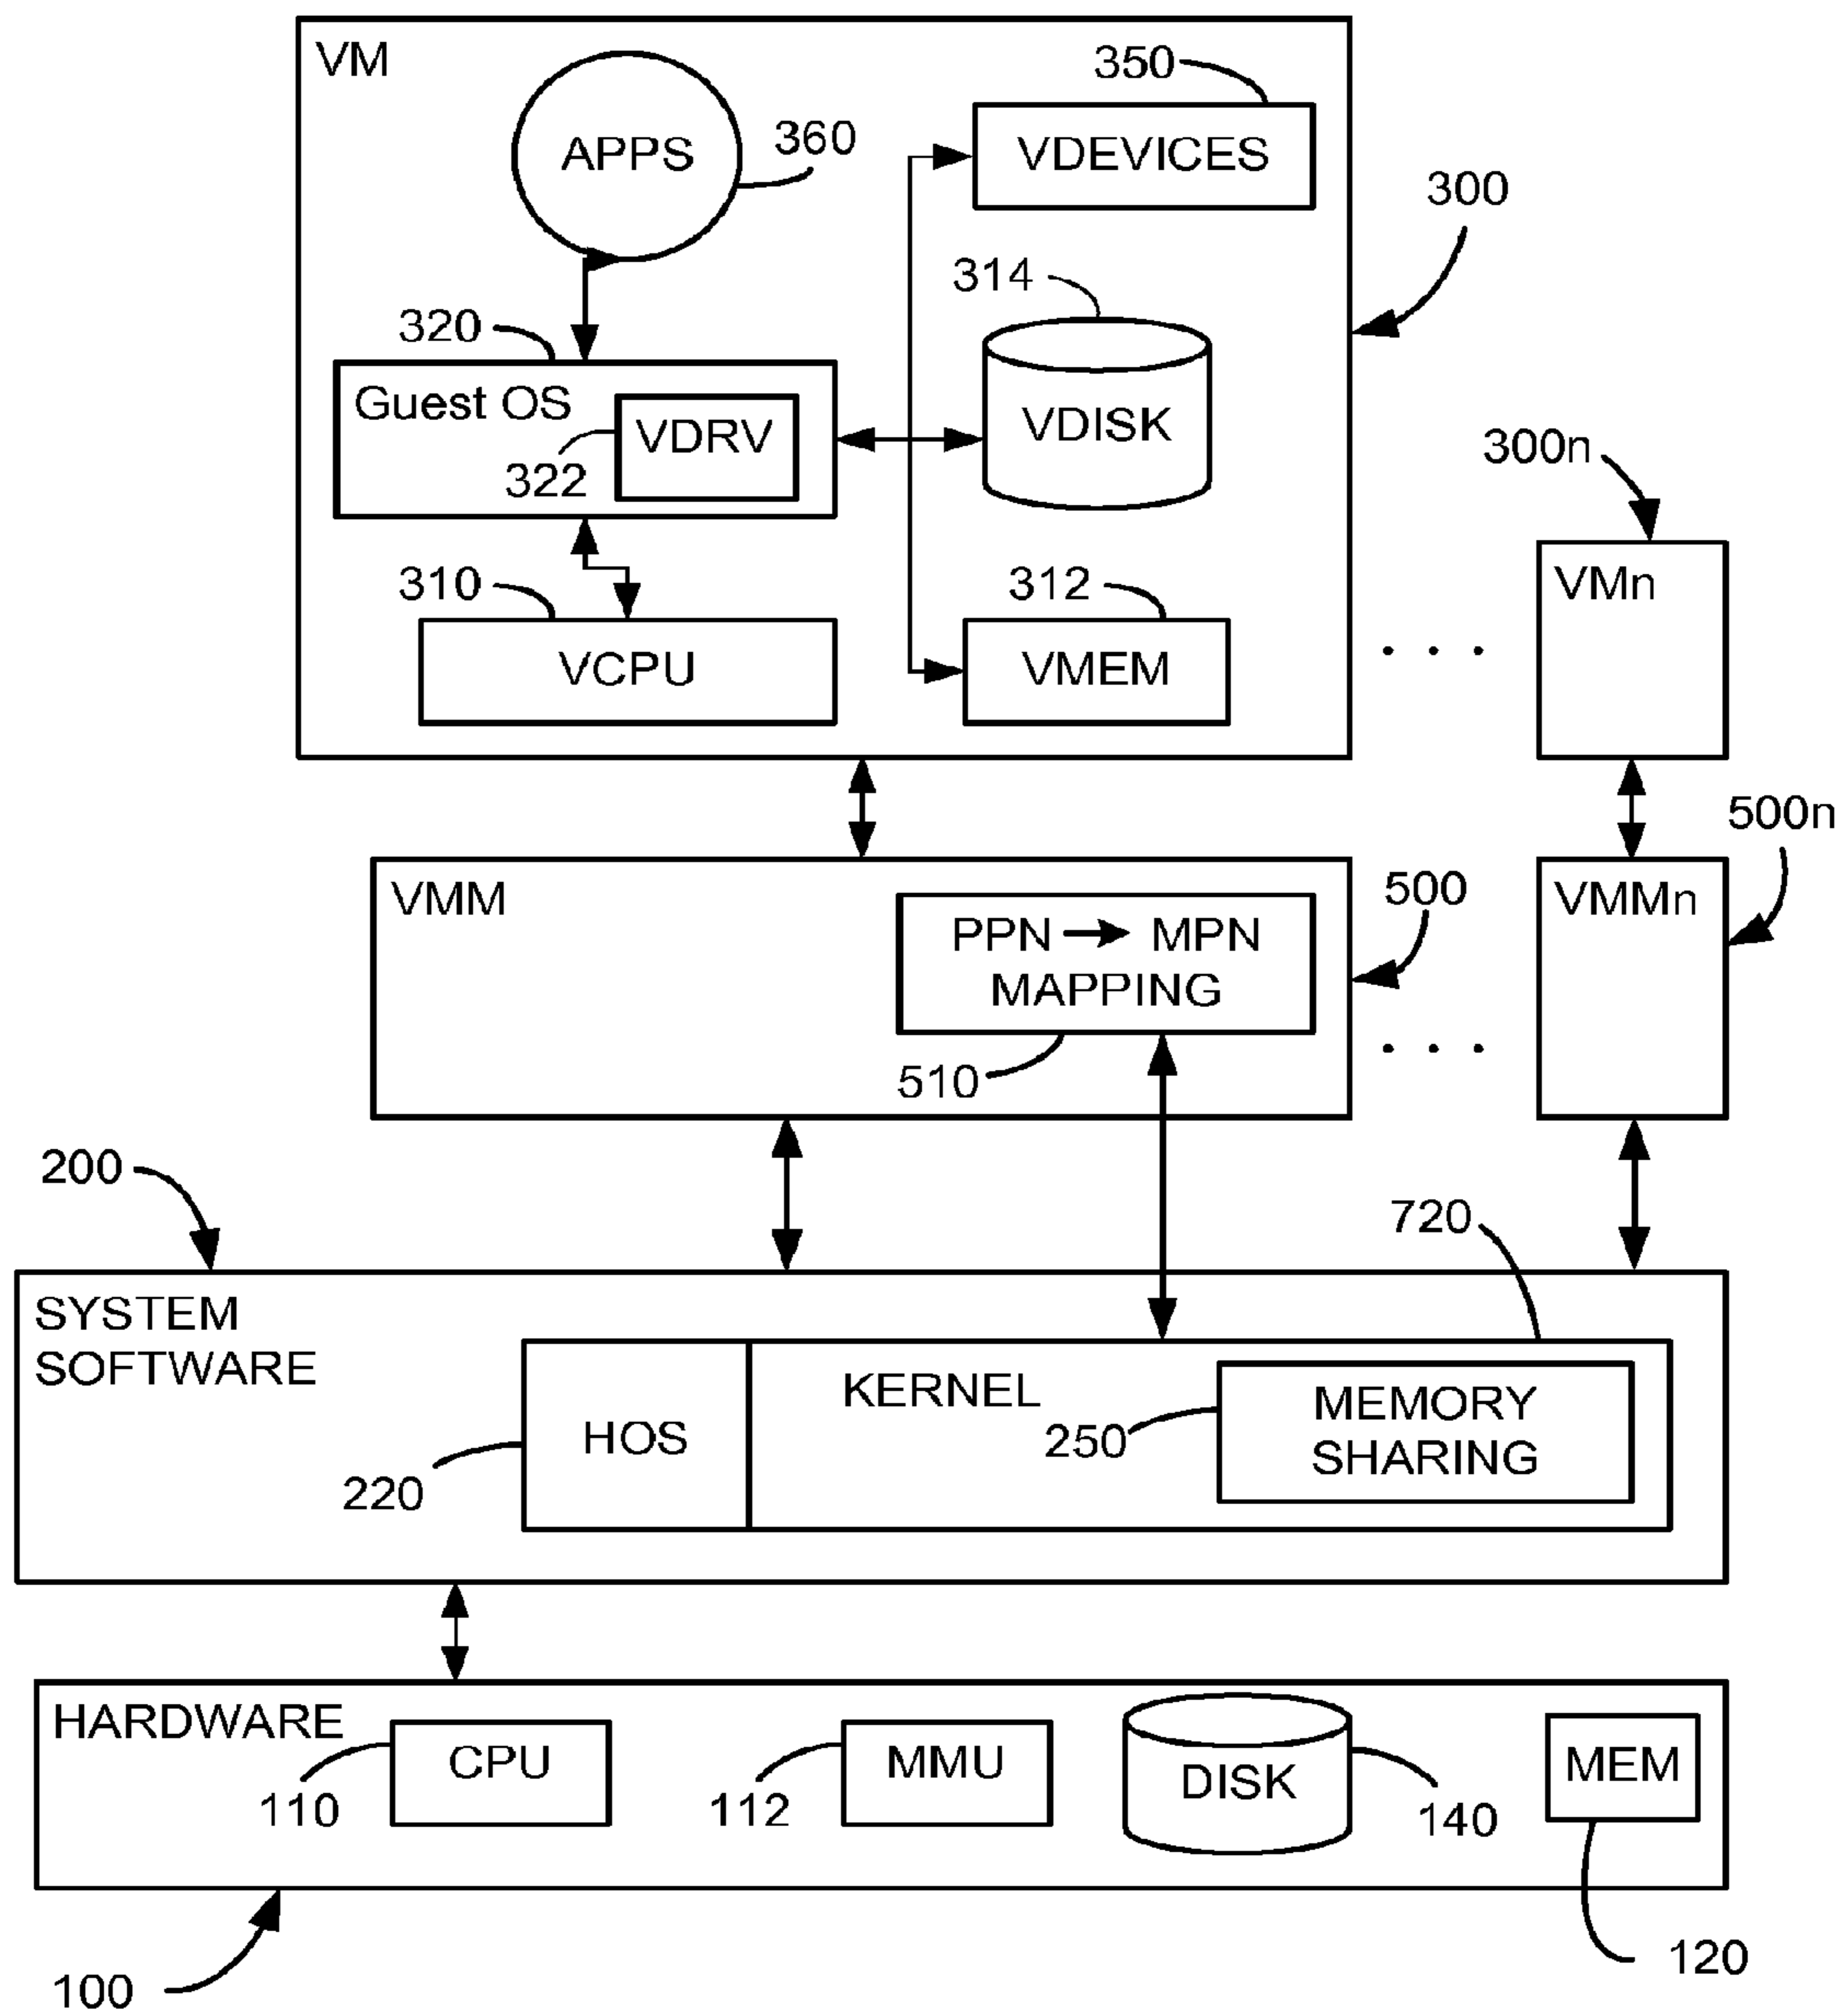 VM
350
APPS
360
VDEVICES
300
314
320
Guest OS
VDRV
322
VDISK
300n
310
312
VCPU
VMEM
. . .
VMn
500n
VMM
500
VMMn
PPN → MPN
MAPPING
510
. . .
200
720
SYSTEM
SOFTWARE
HOS
220
KERNEL
250
MEMORY
SHARING
HARDWARE
CPU
110
MMU
112
DISK
140
MEM
120
100